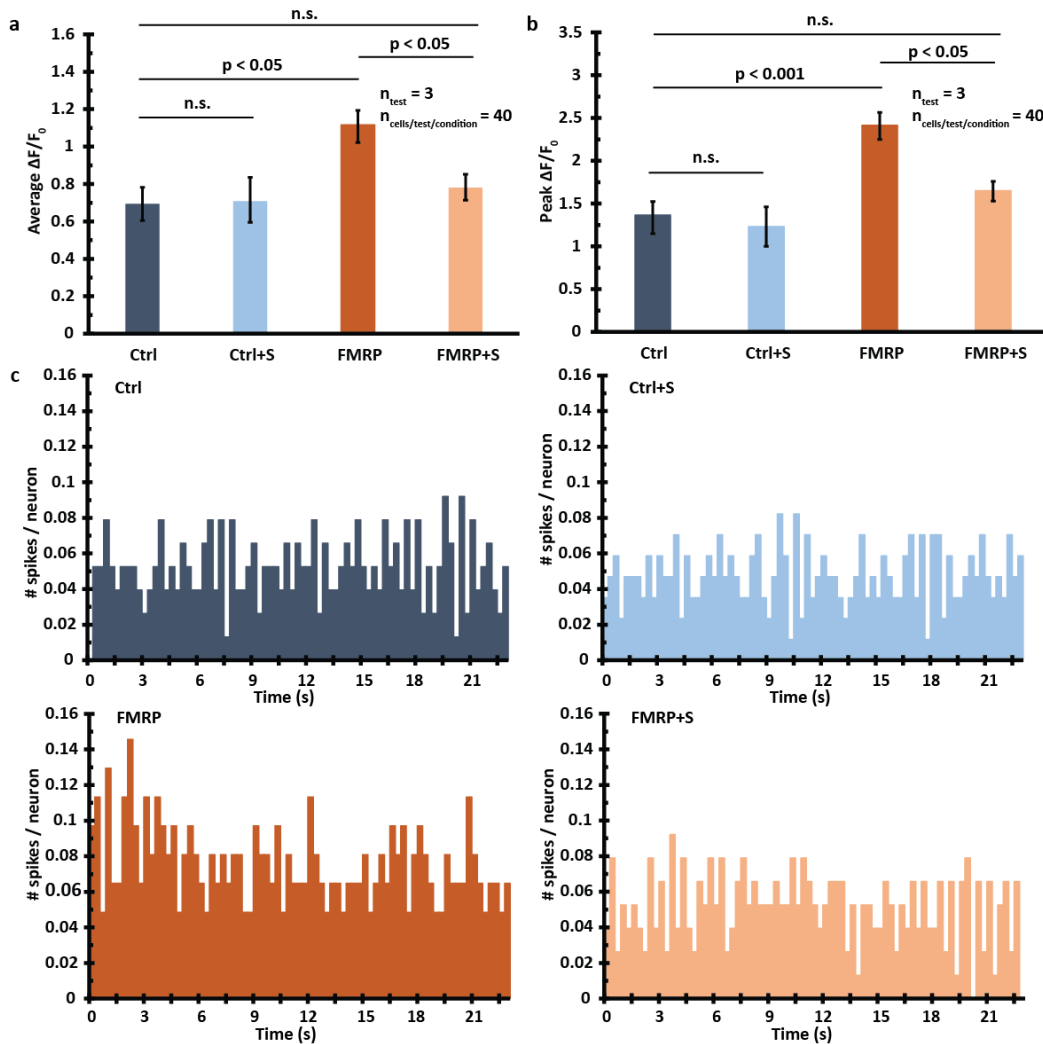 a
n.s.
p < 0.05
p < 0.05
n.s.
n_test = 3
n_cells/test/condition = 40
Average ΔF/F₀
1.6
1.4
1.2
1
0.8
0.6
0.4
0.2
0
Ctrl
Ctrl+S
FMRP
FMRP+S
b
n.s.
p < 0.05
p < 0.001
n.s.
n_test = 3
n_cells/test/condition = 40
Peak ΔF/F₀
3.5
3
2.5
2
1.5
1
0.5
0
Ctrl
Ctrl+S
FMRP
FMRP+S
c
Ctrl
# spikes / neuron
0.16
0.14
0.12
0.1
0.08
0.06
0.04
0.02
0
0 3 6 9 12 15 18 21
Time (s)
Ctrl+S
# spikes / neuron
0.16
0.14
0.12
0.1
0.08
0.06
0.04
0.02
0
0 3 6 9 12 15 18 21
Time (s)
FMRP
# spikes / neuron
0.16
0.14
0.12
0.1
0.08
0.06
0.04
0.02
0
0 3 6 9 12 15 18 21
Time (s)
FMRP+S
# spikes / neuron
0.16
0.14
0.12
0.1
0.08
0.06
0.04
0.02
0
0 3 6 9 12 15 18 21
Time (s)